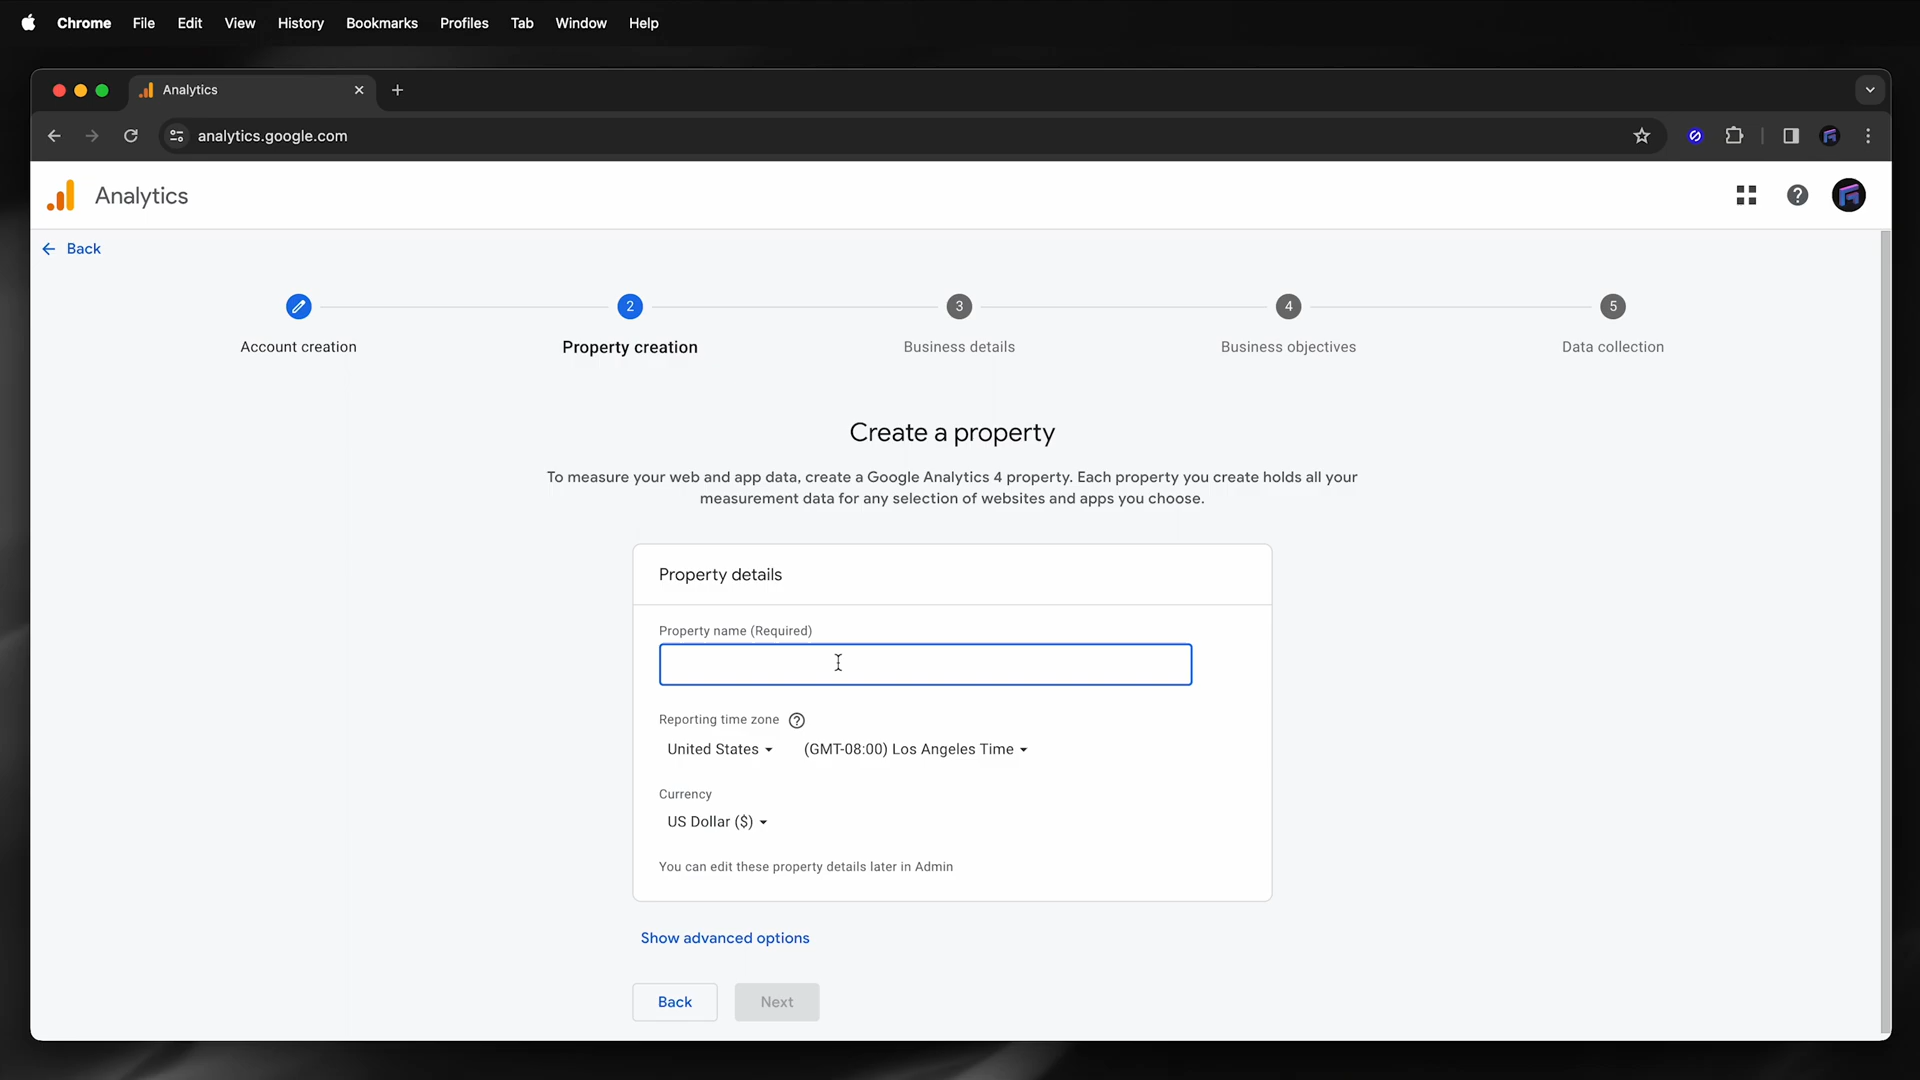 Chrome File Edit View History Bookmarks Profiles Tab Window Help
Analytics
analytics.google.com
Analytics
Back
2 3 4 5
Account creation Property creation Business details Business objectives Data collection
Create a property
To measure your web and app data, create a Google Analytics 4 property. Each property you create holds all your
measurement data for any selection of websites and apps you choose.
Property details
Property name (Required)
Reporting time zone ?
United States (GMT-08:00) Los Angeles Time
Currency
US Dollar ($)
You can edit these property details later in Admin
Show advanced options
Back Next